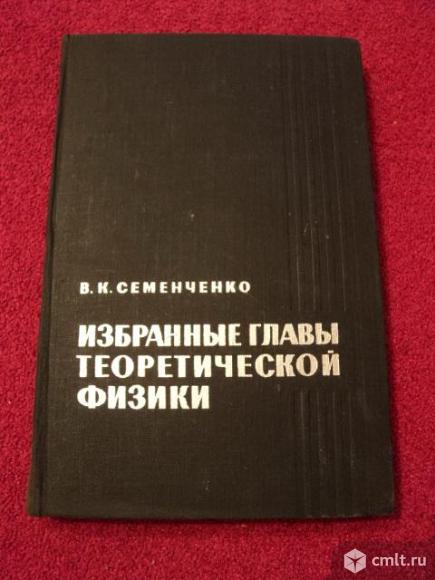 В. К. СЕМЕНЧЕНКО
ИЗБРАННЫЕ ГЛАВЫ
ТЕОРЕТИЧЕСКОЙ
ФИЗИКИ
cmlt.ru